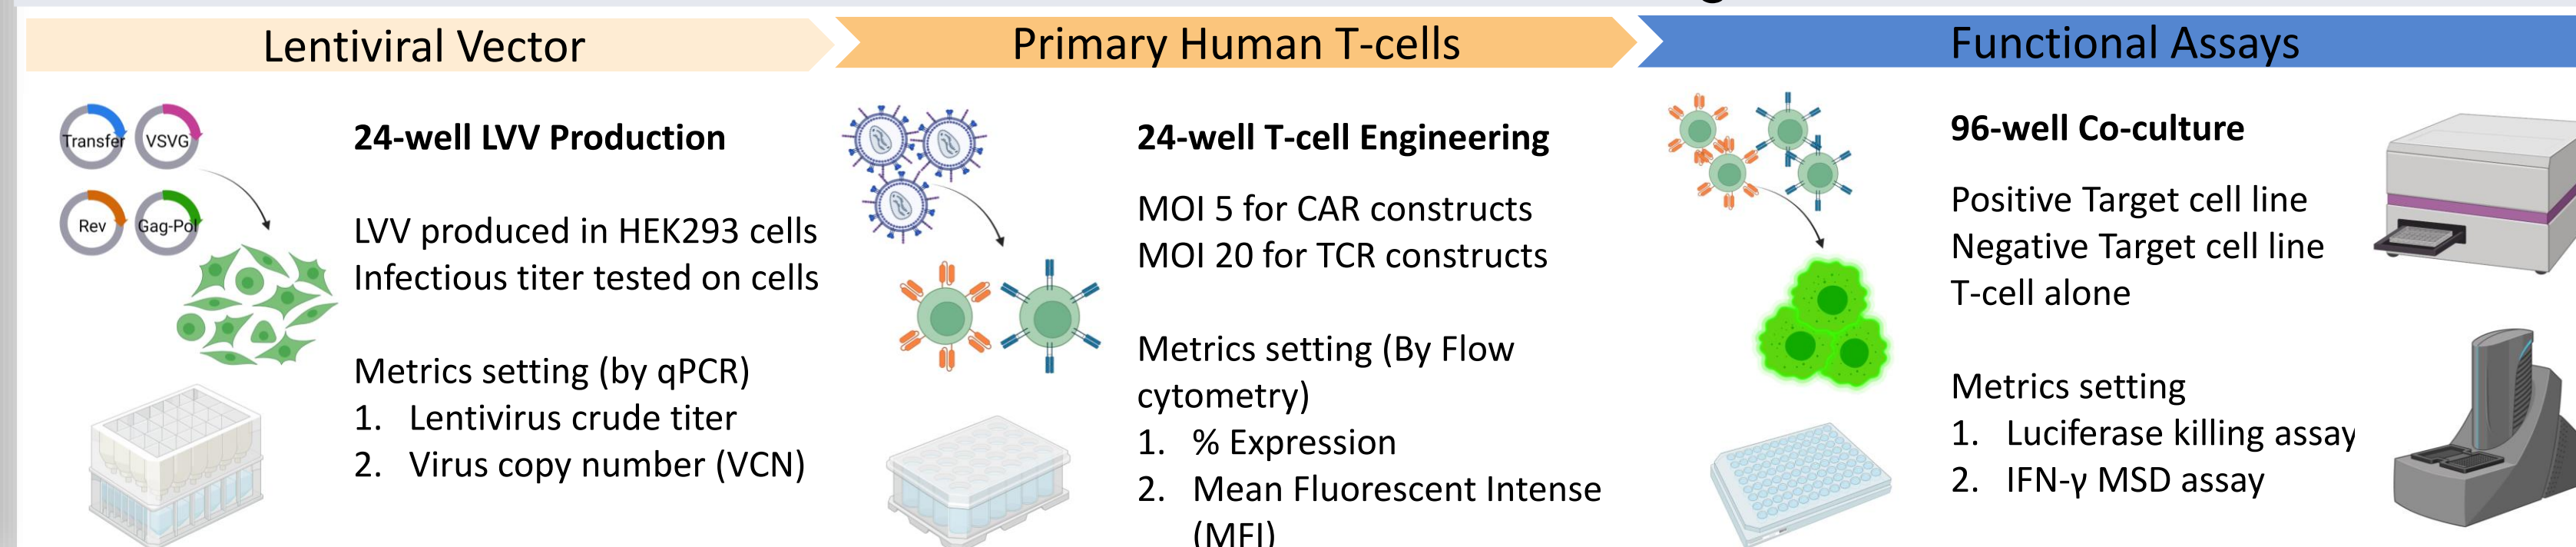 Lentiviral Vector
Primary Human T-cells
Functional Assays
Transfer
VSVG
Rev
Gag-Pol
24-well LVV Production
LVV produced in HEK293 cells
Infectious titer tested on cells
Metrics setting (by qPCR)
1. Lentivirus crude titer
2. Virus copy number (VCN)
24-well T-cell Engineering
MOI 5 for CAR constructs
MOI 20 for TCR constructs
Metrics setting (By Flow
cytometry)
1. % Expression
2. Mean Fluorescent Intense
(MFI)
96-well Co-culture
Positive Target cell line
Negative Target cell line
T-cell alone
Metrics setting
1. Luciferase killing assay
2. IFN-γ MSD assay